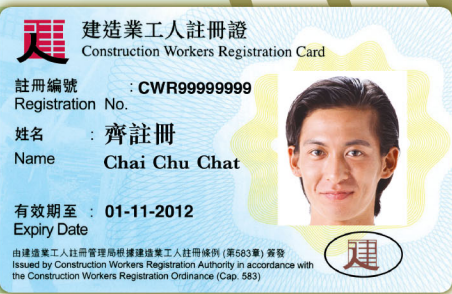 建造業工人註冊證
Construction Workers Registration Card
註冊編號 : CWR99999999
Registration No.
姓名 : 齊註冊
Name Chai Chu Chat
有效期至 : 01-11-2012
Expiry Date
由建造業工人註冊管理局根據建造業工人註冊條例 (第583章) 簽發
Issued by Construction Workers Registration Authority in accordance with
the Construction Workers Registration Ordinance (Cap. 583)
建